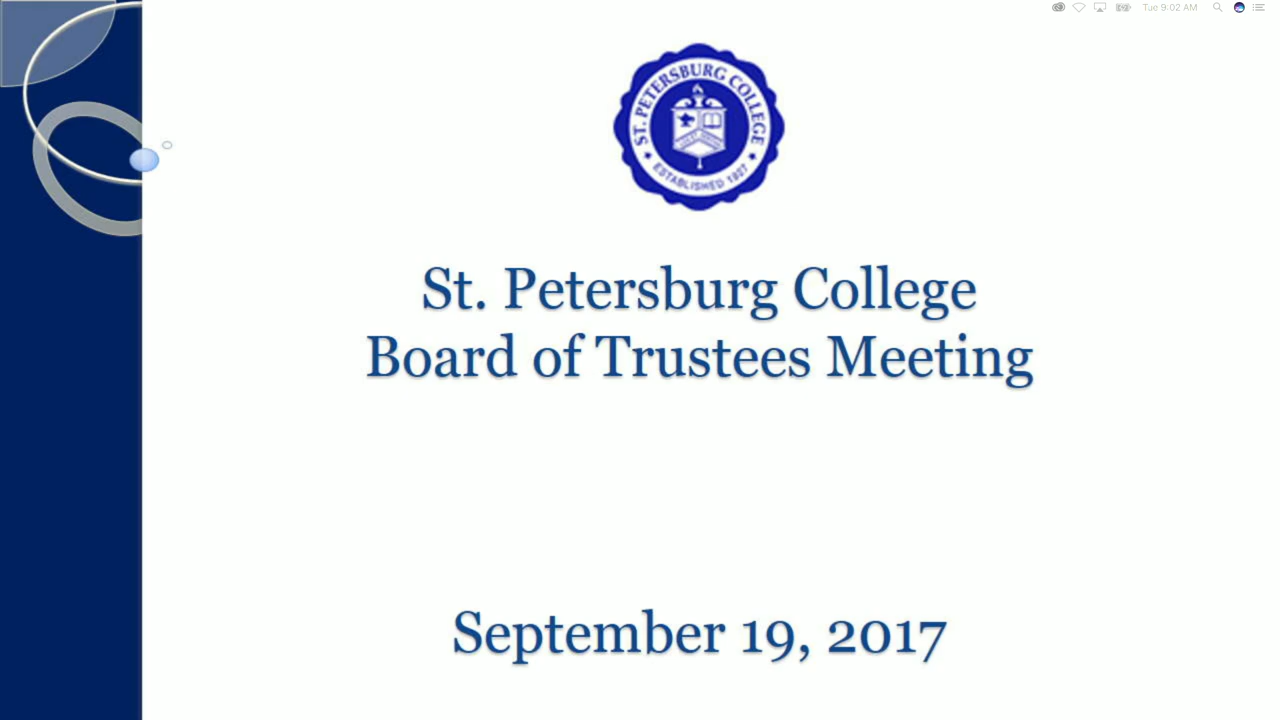 Tue 9:02 AM
ST. PETERSBURG COLLEGE
ESTABLISHED 1927
St. Petersburg College
Board of Trustees Meeting
September 19, 2017